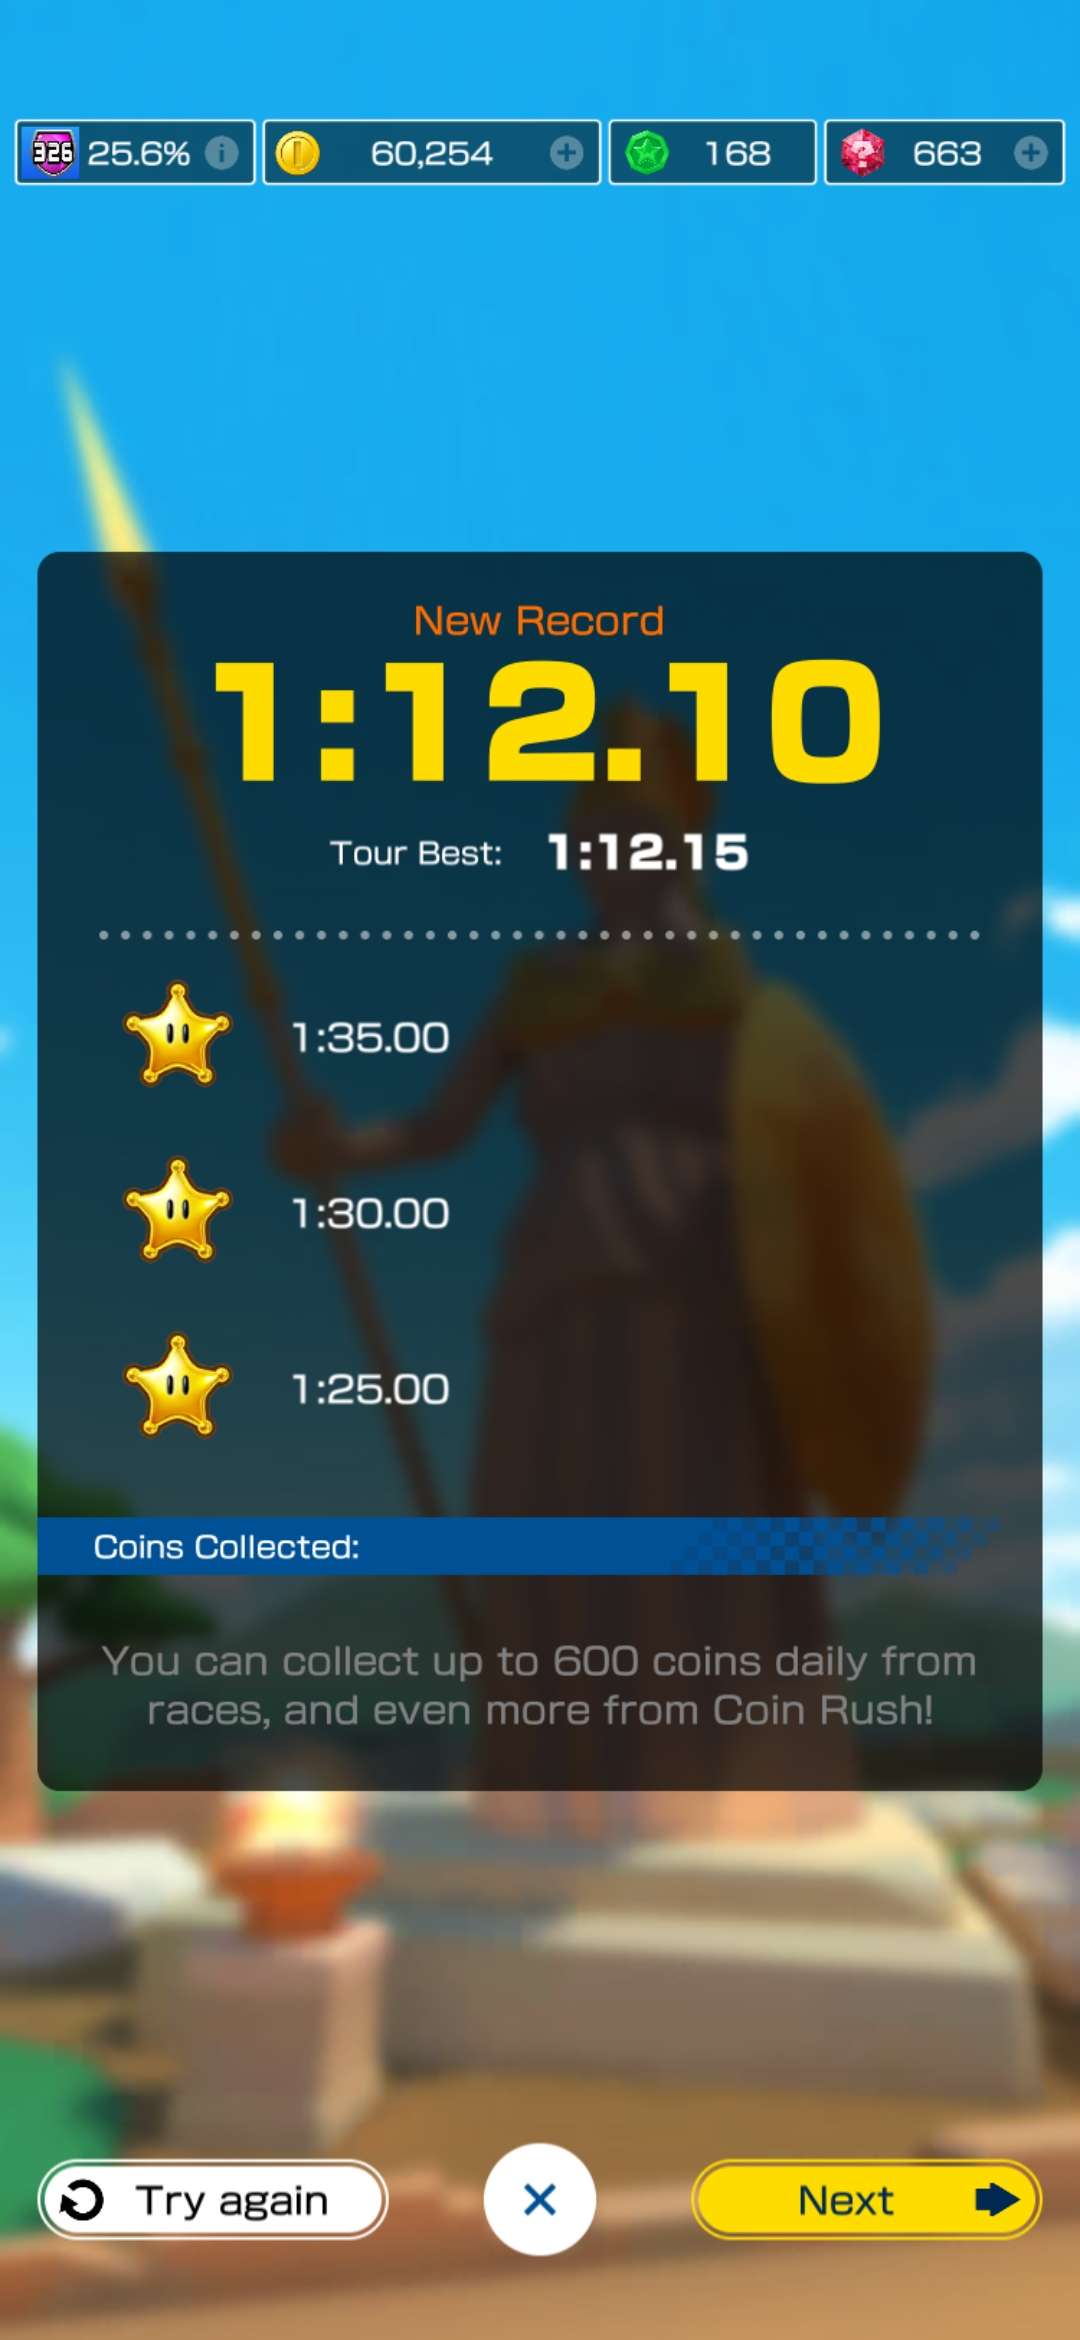 326 25.6% i 60,254 + 168 ? 663 +
New Record
1:12.10
Tour Best: 1:12.15
1:35.00
1:30.00
1:25.00
Coins Collected:
You can collect up to 600 coins daily from
races, and even more from Coin Rush!
Try again × Next